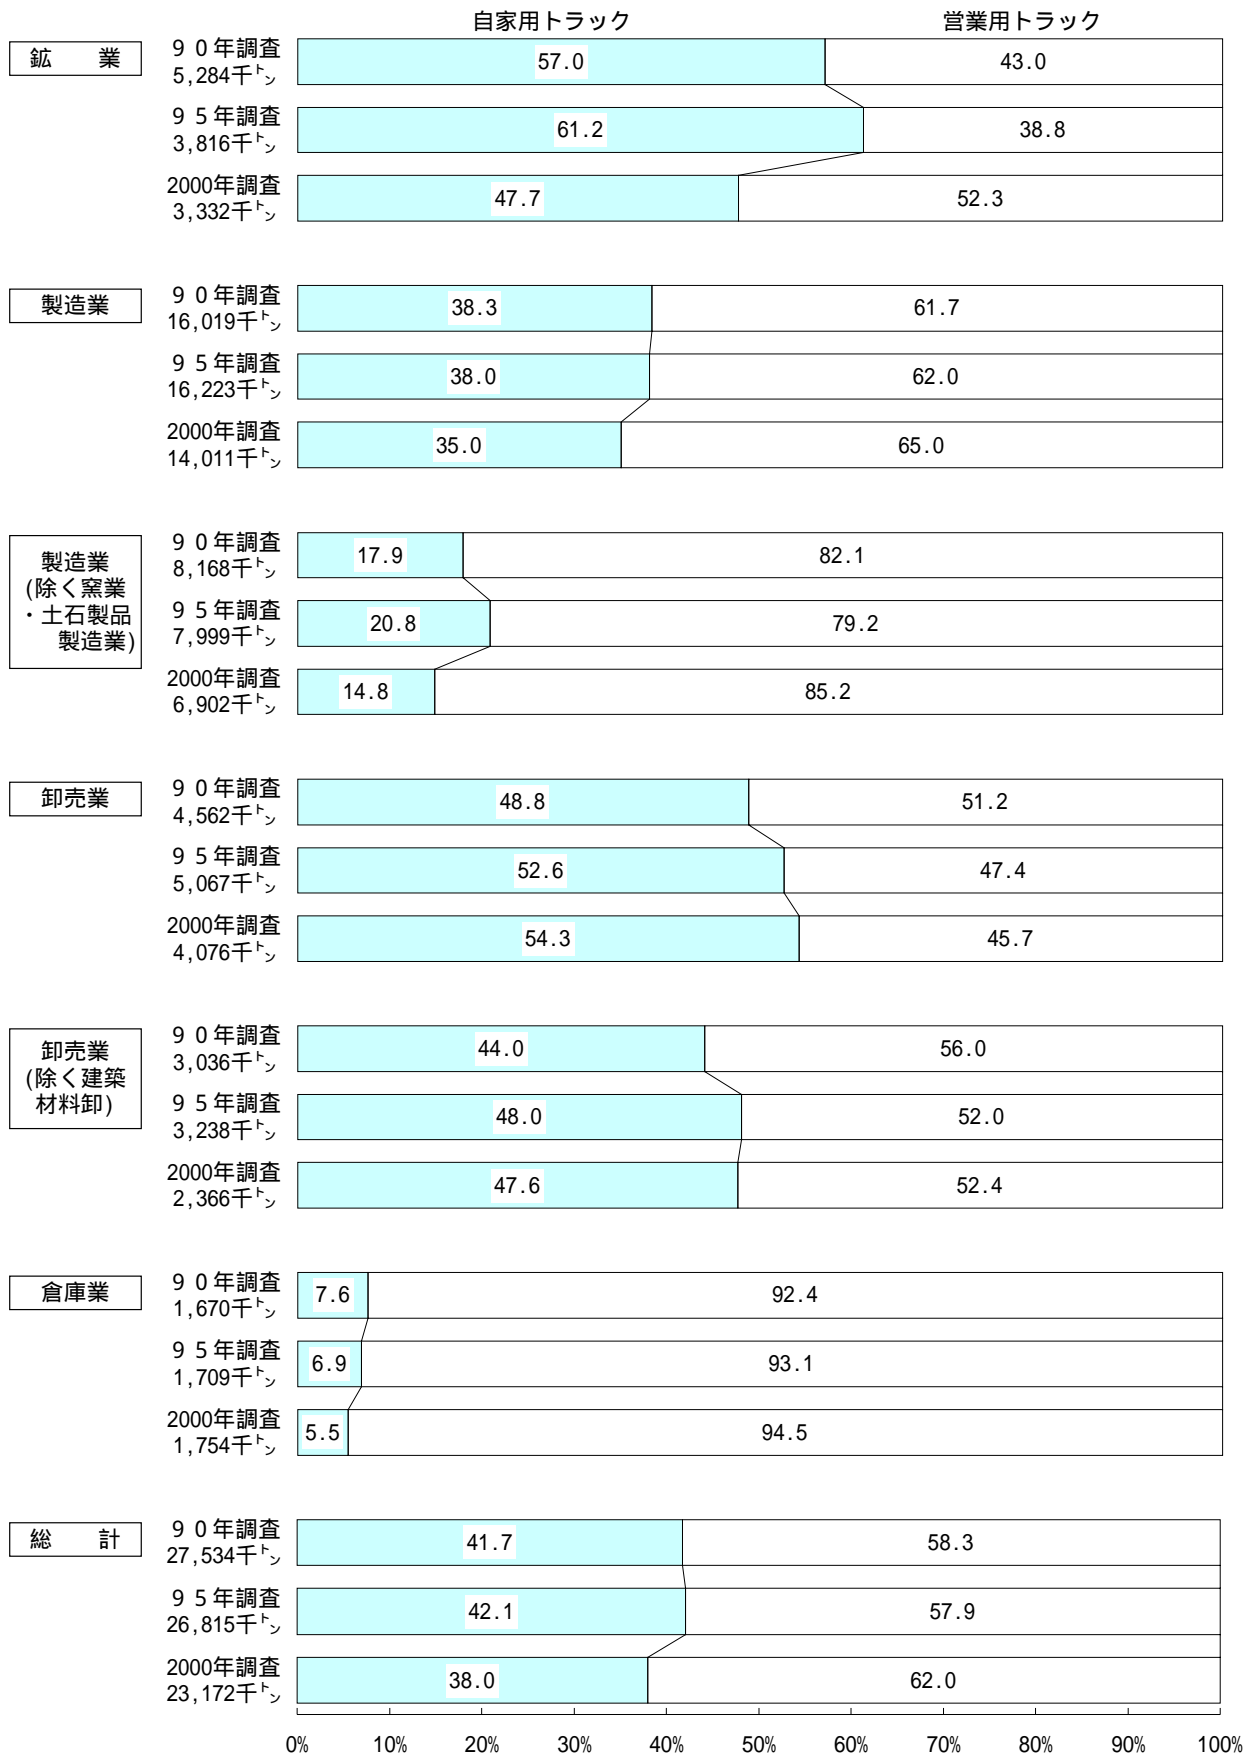 自家用トラック 営業用トラック
鉱 業
９０年調査 57.0 43.0
5,284千㌧
９５年調査 61.2 38.8
3,816千㌧
2000年調査 47.7 52.3
3,332千㌧
製造業
９０年調査 38.3 61.7
16,019千㌧
９５年調査 38.0 62.0
16,223千㌧
2000年調査 35.0 65.0
14,011千㌧
製造業
(除く窯業
・土石製品
製造業)
９０年調査 17.9 82.1
8,168千㌧
９５年調査 20.8 79.2
7,999千㌧
2000年調査 14.8 85.2
6,902千㌧
卸売業
９０年調査 48.8 51.2
4,562千㌧
９５年調査 52.6 47.4
5,067千㌧
2000年調査 54.3 45.7
4,076千㌧
卸売業
(除く建築
材料卸)
９０年調査 44.0 56.0
3,036千㌧
９５年調査 48.0 52.0
3,238千㌧
2000年調査 47.6 52.4
2,366千㌧
倉庫業
９０年調査 7.6 92.4
1,670千㌧
９５年調査 6.9 93.1
1,709千㌧
2000年調査 5.5 94.5
1,754千㌧
総 計
９０年調査 41.7 58.3
27,534千㌧
９５年調査 42.1 57.9
26,815千㌧
2000年調査 38.0 62.0
23,172千㌧
0% 10% 20% 30% 40% 50% 60% 70% 80% 90% 100%